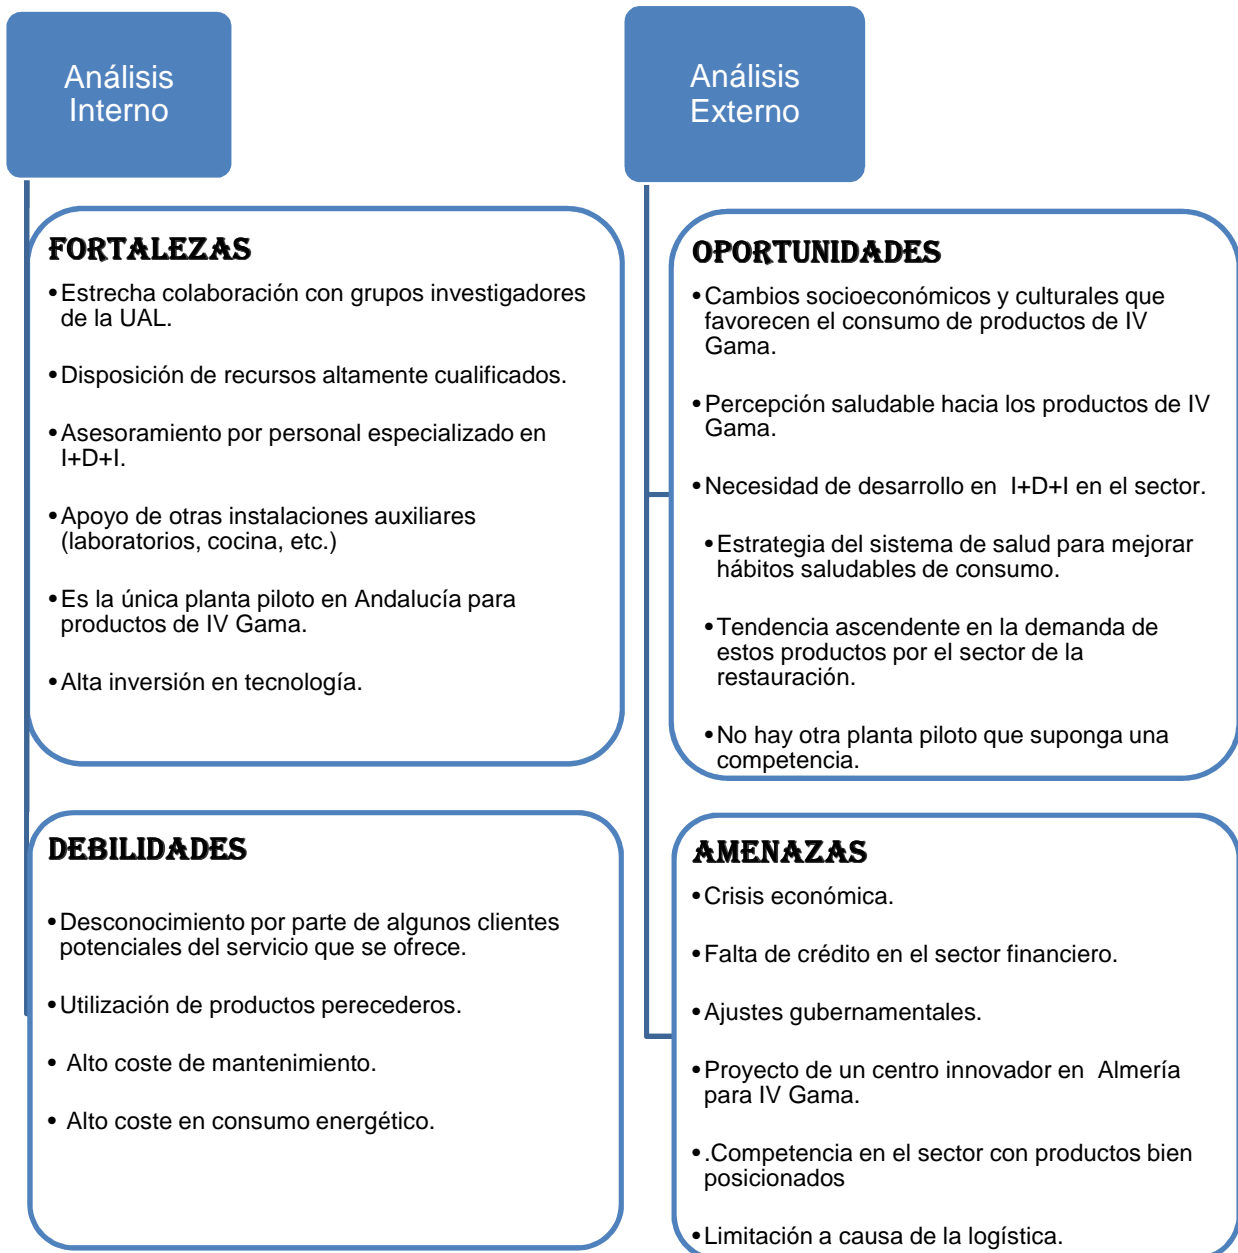 Análisis
Interno
FORTALEZAS
•Estrecha colaboración con grupos investigadores
de la UAL.
•Disposición de recursos altamente cualificados.
•Asesoramiento por personal especializado en
I+D+I.
•Apoyo de otras instalaciones auxiliares
(laboratorios, cocina, etc.)
•Es la única planta piloto en Andalucía para
productos de IV Gama.
•Alta inversión en tecnología.
DEBILIDADES
•Desconocimiento por parte de algunos clientes
potenciales del servicio que se ofrece.
•Utilización de productos perecederos.
• Alto coste de mantenimiento.
• Alto coste en consumo energético.
Análisis
Externo
OPORTUNIDADES
•Cambios socioeconómicos y culturales que
favorecen el consumo de productos de IV
Gama.
•Percepción saludable hacia los productos de IV
Gama.
•Necesidad de desarrollo en I+D+I en el sector.
•Estrategia del sistema de salud para mejorar
hábitos saludables de consumo.
•Tendencia ascendente en la demanda de
estos productos por el sector de la
restauración.
•No hay otra planta piloto que suponga una
competencia.
AMENAZAS
•Crisis económica.
•Falta de crédito en el sector financiero.
•Ajustes gubernamentales.
•Proyecto de un centro innovador en Almería
para IV Gama.
•.Competencia en el sector con productos bien
posicionados
•Limitación a causa de la logística.